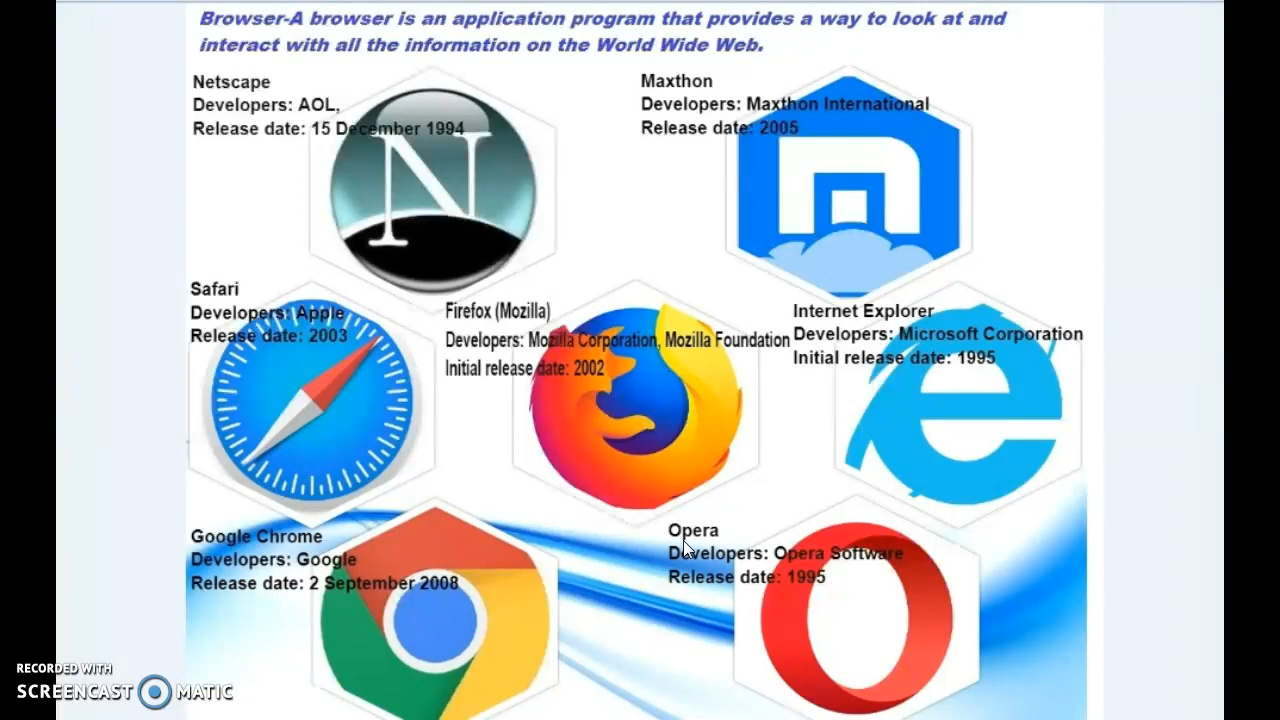 Browser-A browser is an application program that provides a way to look at and
interact with all the information on the World Wide Web.
Netscape
Developers: AOL,
Release date: 15 December 1994
Maxthon
Developers: Maxthon International
Release date: 2005
Safari
Developers: Apple
Release date: 2003
Firefox (Mozilla)
Developers: Mozilla Corporation, Mozilla Foundation
Initial release date: 2002
Internet Explorer
Developers: Microsoft Corporation
Initial release date: 1995
Google Chrome
Developers: Google
Release date: 2 September 2008
Opera
Developers: Opera Software
Release date: 1995
RECORDED WITH
SCREENCAST MATIC